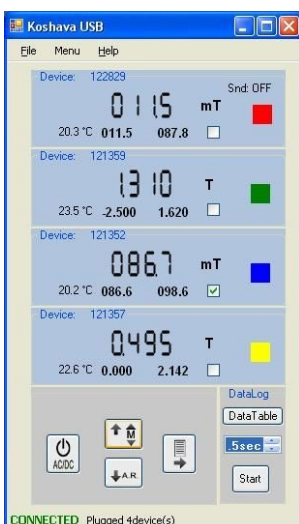 Koshava USB
File Menu Help
Device: 122829
Snd: OFF
011.5 mT
20.3 °C 011.5 087.8
Device: 121359
1.310 T
23.5 °C -2.500 1.620
Device: 121352
086.7 mT
20.2 °C 086.6 098.6
Device: 121357
0.495 T
22.6 °C 0.000 2.142
DataLog
DataTable
M
.5sec
AC/DC
A.R.
Start
CONNECTED Plugged 4device(s)